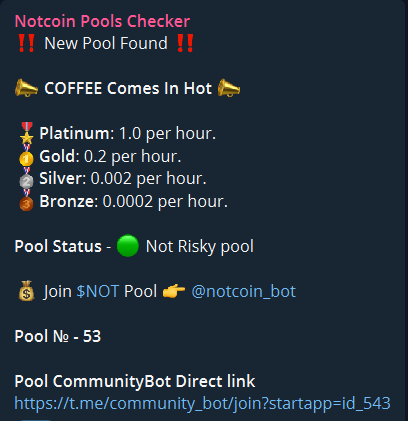 Notcoin Pools Checker
‼️ New Pool Found ‼️
📣 COFFEE Comes In Hot 📣
🎖Platinum: 1.0 per hour.
🥇Gold: 0.2 per hour.
🥈Silver: 0.002 per hour.
🥉Bronze: 0.0002 per hour.
Pool Status - 🟢 Not Risky pool
💰 Join $NOT Pool 👉 @notcoin_bot
Pool № - 53
Pool CommunityBot Direct link
https://t.me/community_bot/join?startapp=id_543